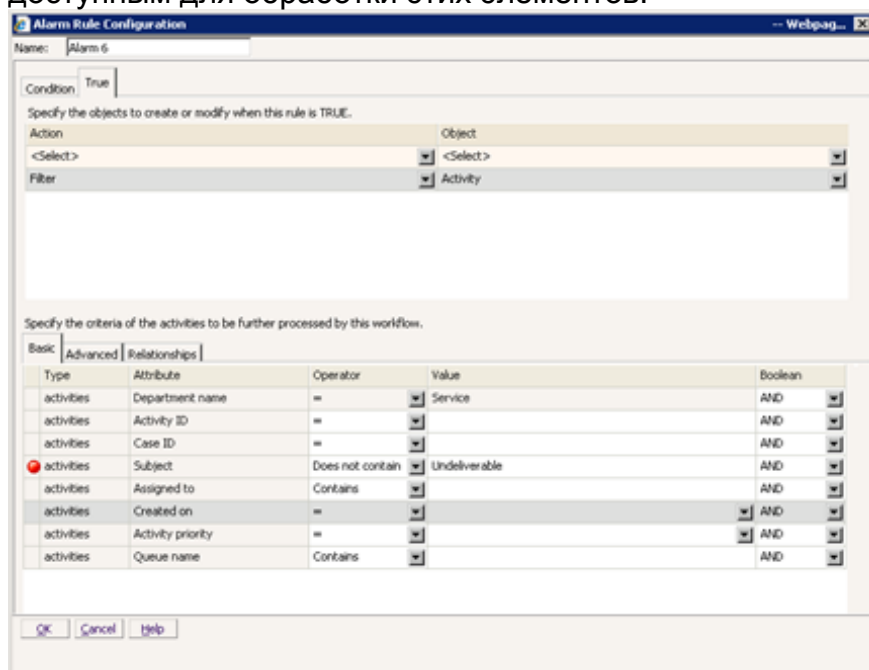 доступным для обработки этих элементов.
Alarm Rule Configuration -- Webpag...
Name: Alarm 6
Condition True
Specify the objects to create or modify when this rule is TRUE.
Action Object
<Select> <Select>
Filter Activity
Specify the criteria of the activities to be further processed by this workflow.
Basic Advanced Relationships
Type Attribute Operator Value Boolean
activities Department name = Service AND
activities Activity ID = AND
activities Case ID = AND
activities Subject Does not contain Undeliverable AND
activities Assigned to Contains AND
activities Created on = AND
activities Activity priority = AND
activities Queue name Contains AND
OK Cancel Help